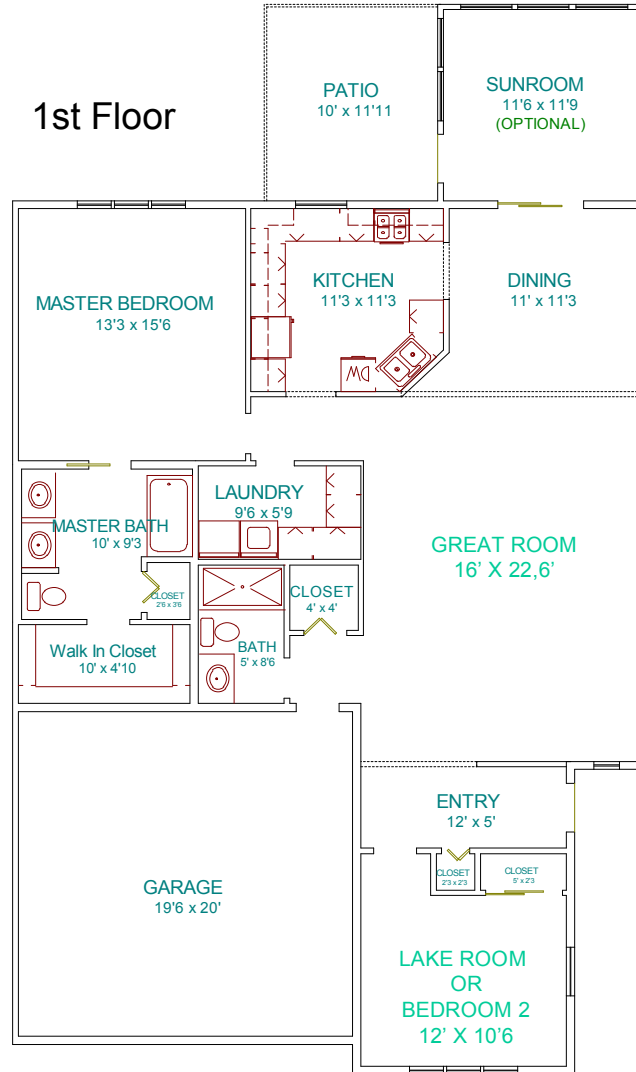 1st Floor
PATIO
10' x 11'11
SUNROOM
11'6 x 11'9
(OPTIONAL)
MASTER BEDROOM
13'3 x 15'6
KITCHEN
11'3 x 11'3
DINING
11' x 11'3
DW
LAUNDRY
9'6 x 5'9
MASTER BATH
10' x 9'3
GREAT ROOM
16' X 22,6'
CLOSET
2'6 x 3'6
CLOSET
4' x 4'
Walk In Closet
10' x 4'10
BATH
5' x 8'6
ENTRY
12' x 5'
GARAGE
19'6 x 20'
CLOSET
2'3 x 2'3
CLOSET
5' x 2'3
LAKE ROOM
OR
BEDROOM 2
12' X 10'6